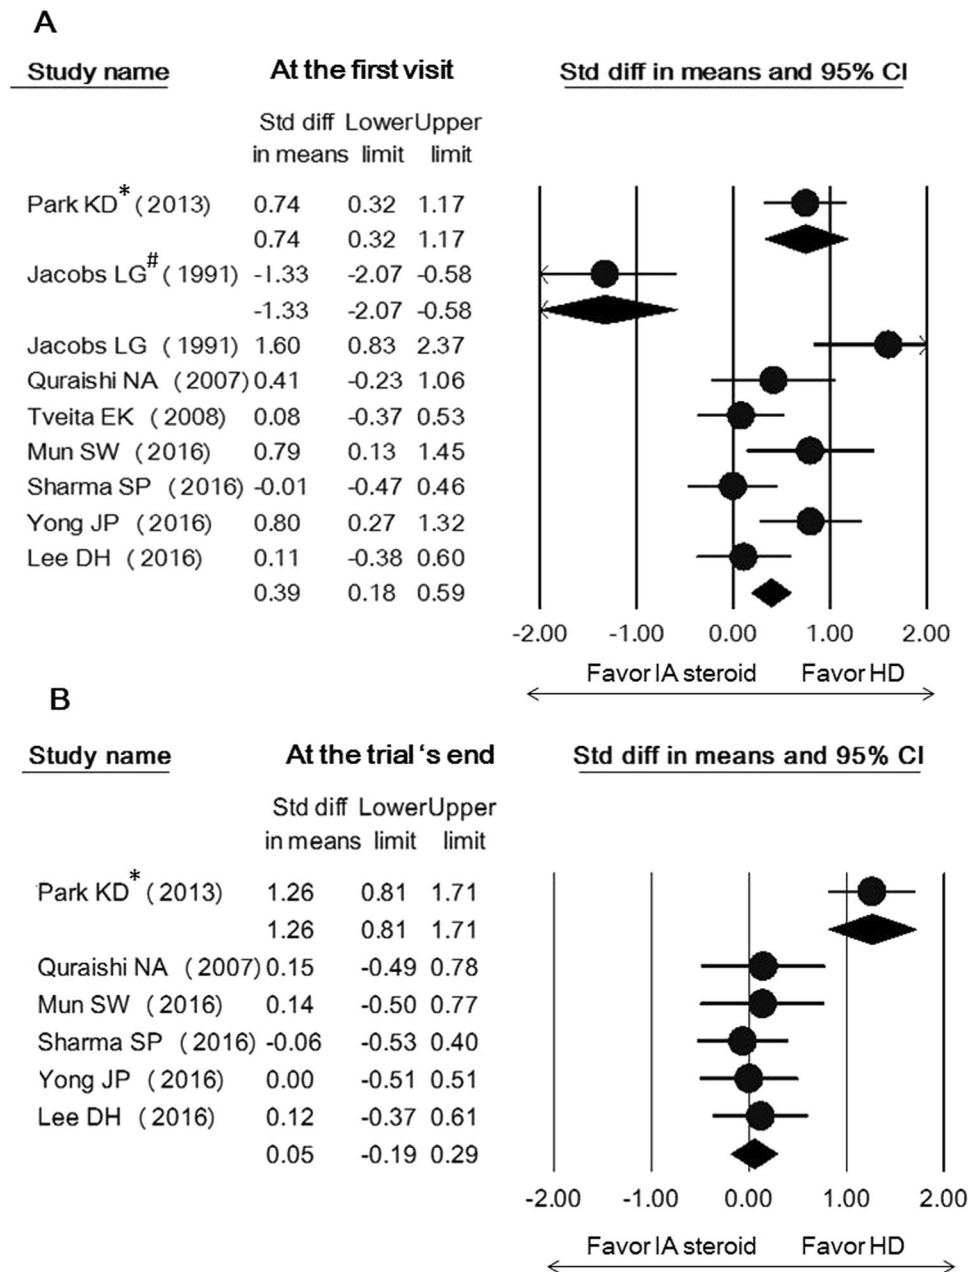 A
Study name At the first visit Std diff in means and 95% CI
Std diff LowerUpper
in means limit limit
Park KD* (2013) 0.74 0.32 1.17
0.74 0.32 1.17
Jacobs LG# (1991) -1.33 -2.07 -0.58
-1.33 -2.07 -0.58
Jacobs LG (1991) 1.60 0.83 2.37
Quraishi NA (2007) 0.41 -0.23 1.06
Tveita EK (2008) 0.08 -0.37 0.53
Mun SW (2016) 0.79 0.13 1.45
Sharma SP (2016) -0.01 -0.47 0.46
Yong JP (2016) 0.80 0.27 1.32
Lee DH (2016) 0.11 -0.38 0.60
0.39 0.18 0.59
-2.00 -1.00 0.00 1.00 2.00
Favor IA steroid Favor HD
B
Study name At the trial‘s end Std diff in means and 95% CI
Std diff LowerUpper
in means limit limit
Park KD* (2013) 1.26 0.81 1.71
1.26 0.81 1.71
Quraishi NA (2007) 0.15 -0.49 0.78
Mun SW (2016) 0.14 -0.50 0.77
Sharma SP (2016) -0.06 -0.53 0.40
Yong JP (2016) 0.00 -0.51 0.51
Lee DH (2016) 0.12 -0.37 0.61
0.05 -0.19 0.29
-2.00 -1.00 0.00 1.00 2.00
Favor IA steroid Favor HD